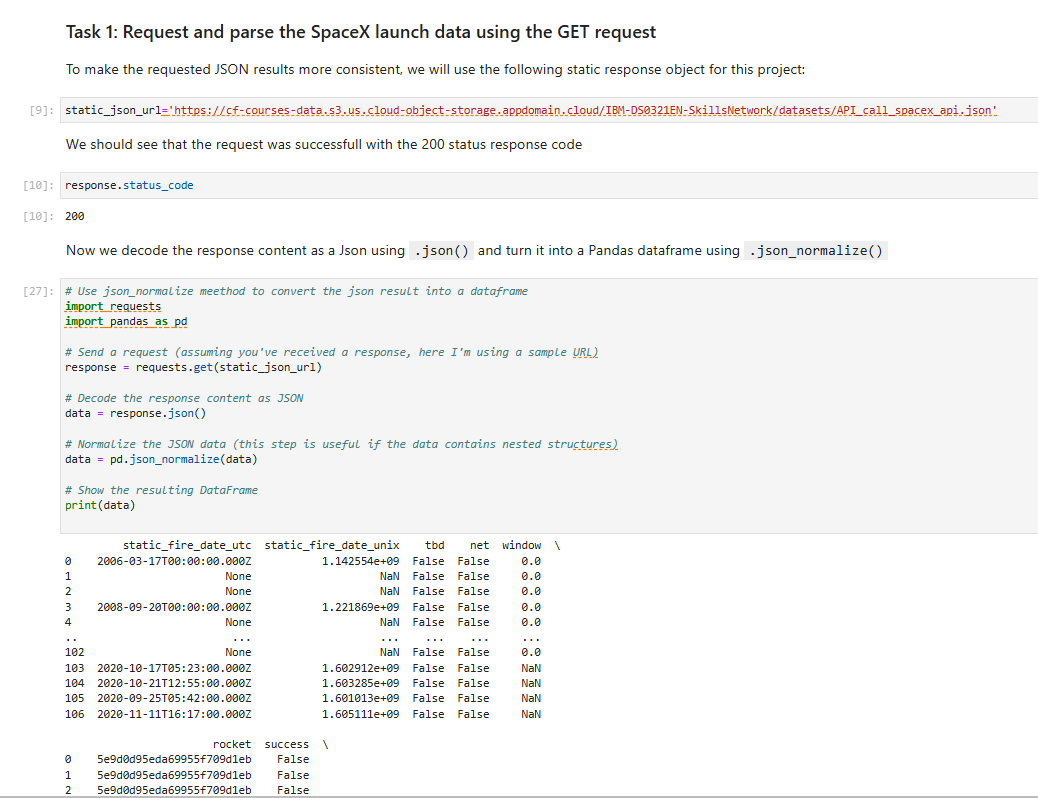 Task 1: Request and parse the SpaceX launch data using the GET request
To make the requested JSON results more consistent, we will use the following static response object for this project:
[9]: static_json_url='https://cf-courses-data.s3.us.cloud-object-storage.appdomain.cloud/IBM-DS0321EN-SkillsNetwork/datasets/API_call_spacex_api.json'
We should see that the request was successfull with the 200 status response code
[10]: response.status_code
[10]: 200
Now we decode the response content as a Json using .json() and turn it into a Pandas dataframe using .json_normalize()
[27]: # Use json_normalize meethod to convert the json result into a dataframe
import requests
import pandas as pd
# Send a request (assuming you've received a response, here I'm using a sample URL)
response = requests.get(static_json_url)
# Decode the response content as JSON
data = response.json()
# Normalize the JSON data (this step is useful if the data contains nested structures)
data = pd.json_normalize(data)
# Show the resulting DataFrame
print(data)
static_fire_date_utc static_fire_date_unix tbd net window \
0 2006-03-17T00:00:00.000Z 1.142554e+09 False False 0.0
1 None NaN False False 0.0
2 None NaN False False 0.0
3 2008-09-20T00:00:00.000Z 1.221869e+09 False False 0.0
4 None NaN False False 0.0
.. ... ... ... ... ...
102 None NaN False False 0.0
103 2020-10-17T05:23:00.000Z 1.602912e+09 False False NaN
104 2020-10-21T12:55:00.000Z 1.603285e+09 False False NaN
105 2020-09-25T05:42:00.000Z 1.601013e+09 False False NaN
106 2020-11-11T16:17:00.000Z 1.605111e+09 False False NaN
rocket success \
0 5e9d0d95eda69955f709d1eb False
1 5e9d0d95eda69955f709d1eb False
2 5e9d0d95eda69955f709d1eb False